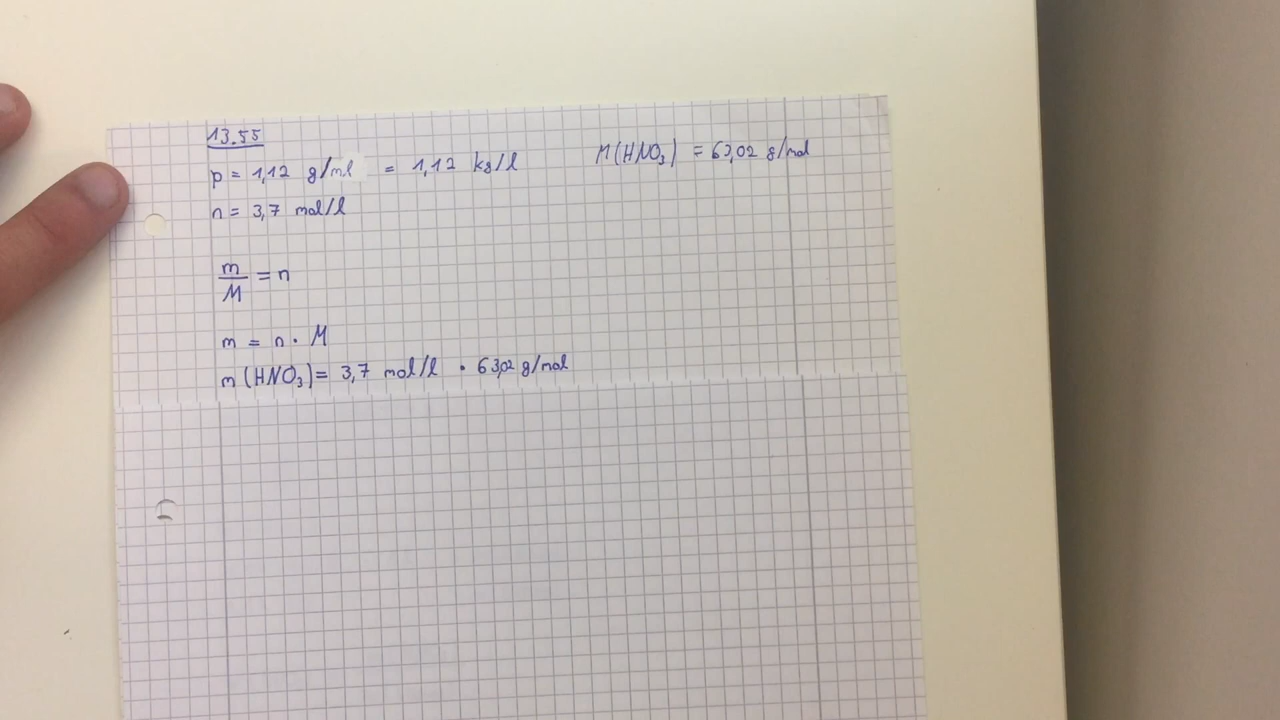 13.55
p = 1,12 g/ml = 1,12 kg/l
M(HNO₃) = 63,02 g/mol
n = 3,7 mol/l
m/M = n
m = n · M
m(HNO₃) = 3,7 mol/l · 63,02 g/mol